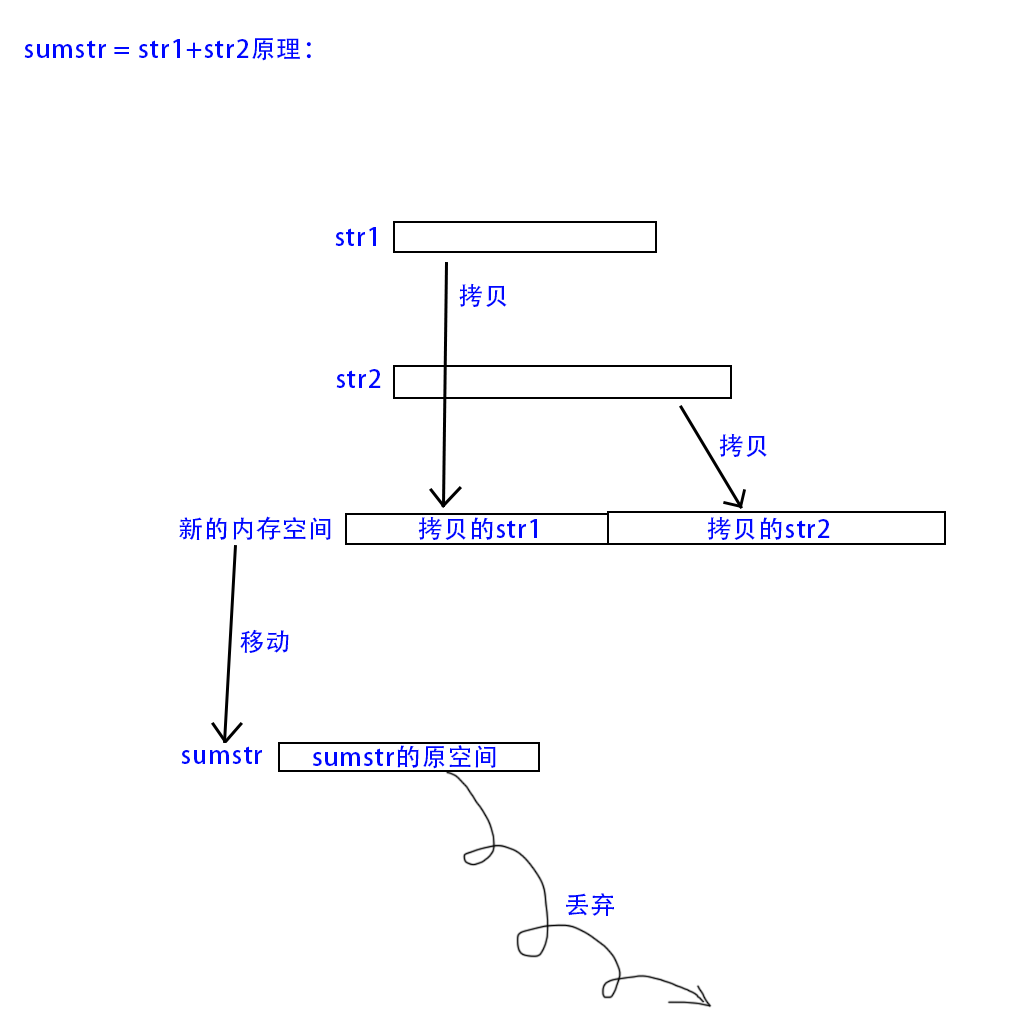 sumstr = str1+str2原理：
str1
拷贝
str2
拷贝
新的内存空间
拷贝的str1
拷贝的str2
移动
sumstr
sumstr的原空间
丢弃